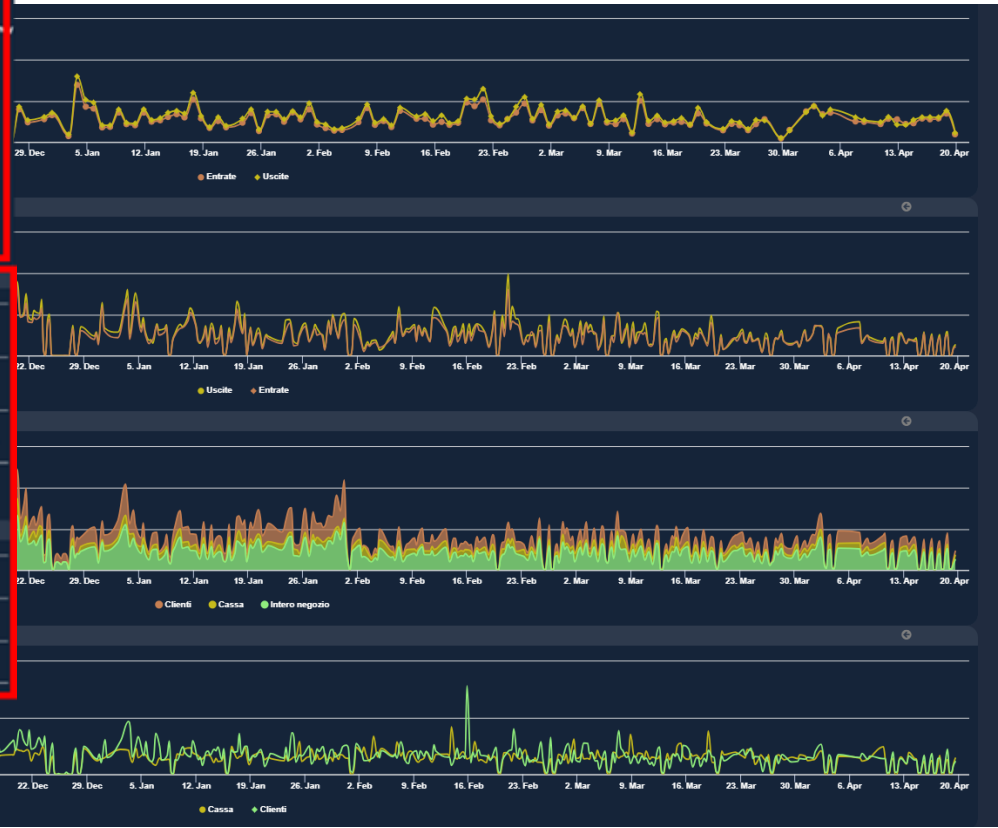 29. Dec 5. Jan 12. Jan 19. Jan 26. Jan 2. Feb 9. Feb 16. Feb 23. Feb 2. Mar 9. Mar 16. Mar 23. Mar 30. Mar 6. Apr 13. Apr 20. Apr
Entrate Uscite
22. Dec 29. Dec 5. Jan 12. Jan 19. Jan 26. Jan 2. Feb 9. Feb 16. Feb 23. Feb 2. Mar 9. Mar 16. Mar 23. Mar 30. Mar 6. Apr 13. Apr 20. Apr
Uscite Entrate
22. Dec 29. Dec 5. Jan 12. Jan 19. Jan 26. Jan 2. Feb 9. Feb 16. Feb 23. Feb 2. Mar 9. Mar 16. Mar 23. Mar 30. Mar 6. Apr 13. Apr 20. Apr
Clienti Cassa Intero negozio
22. Dec 29. Dec 5. Jan 12. Jan 19. Jan 26. Jan 2. Feb 9. Feb 16. Feb 23. Feb 2. Mar 9. Mar 16. Mar 23. Mar 30. Mar 6. Apr 13. Apr 20. Apr
Cassa Clienti